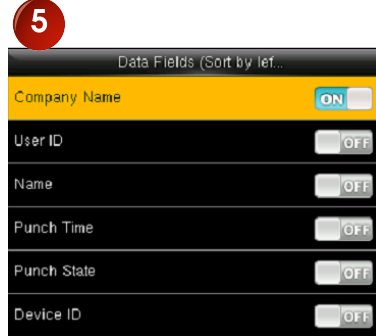 5
Data Fields (Sort by lef...
Company Name ON
User ID OFF
Name OFF
Punch Time OFF
Punch State OFF
Device ID OFF